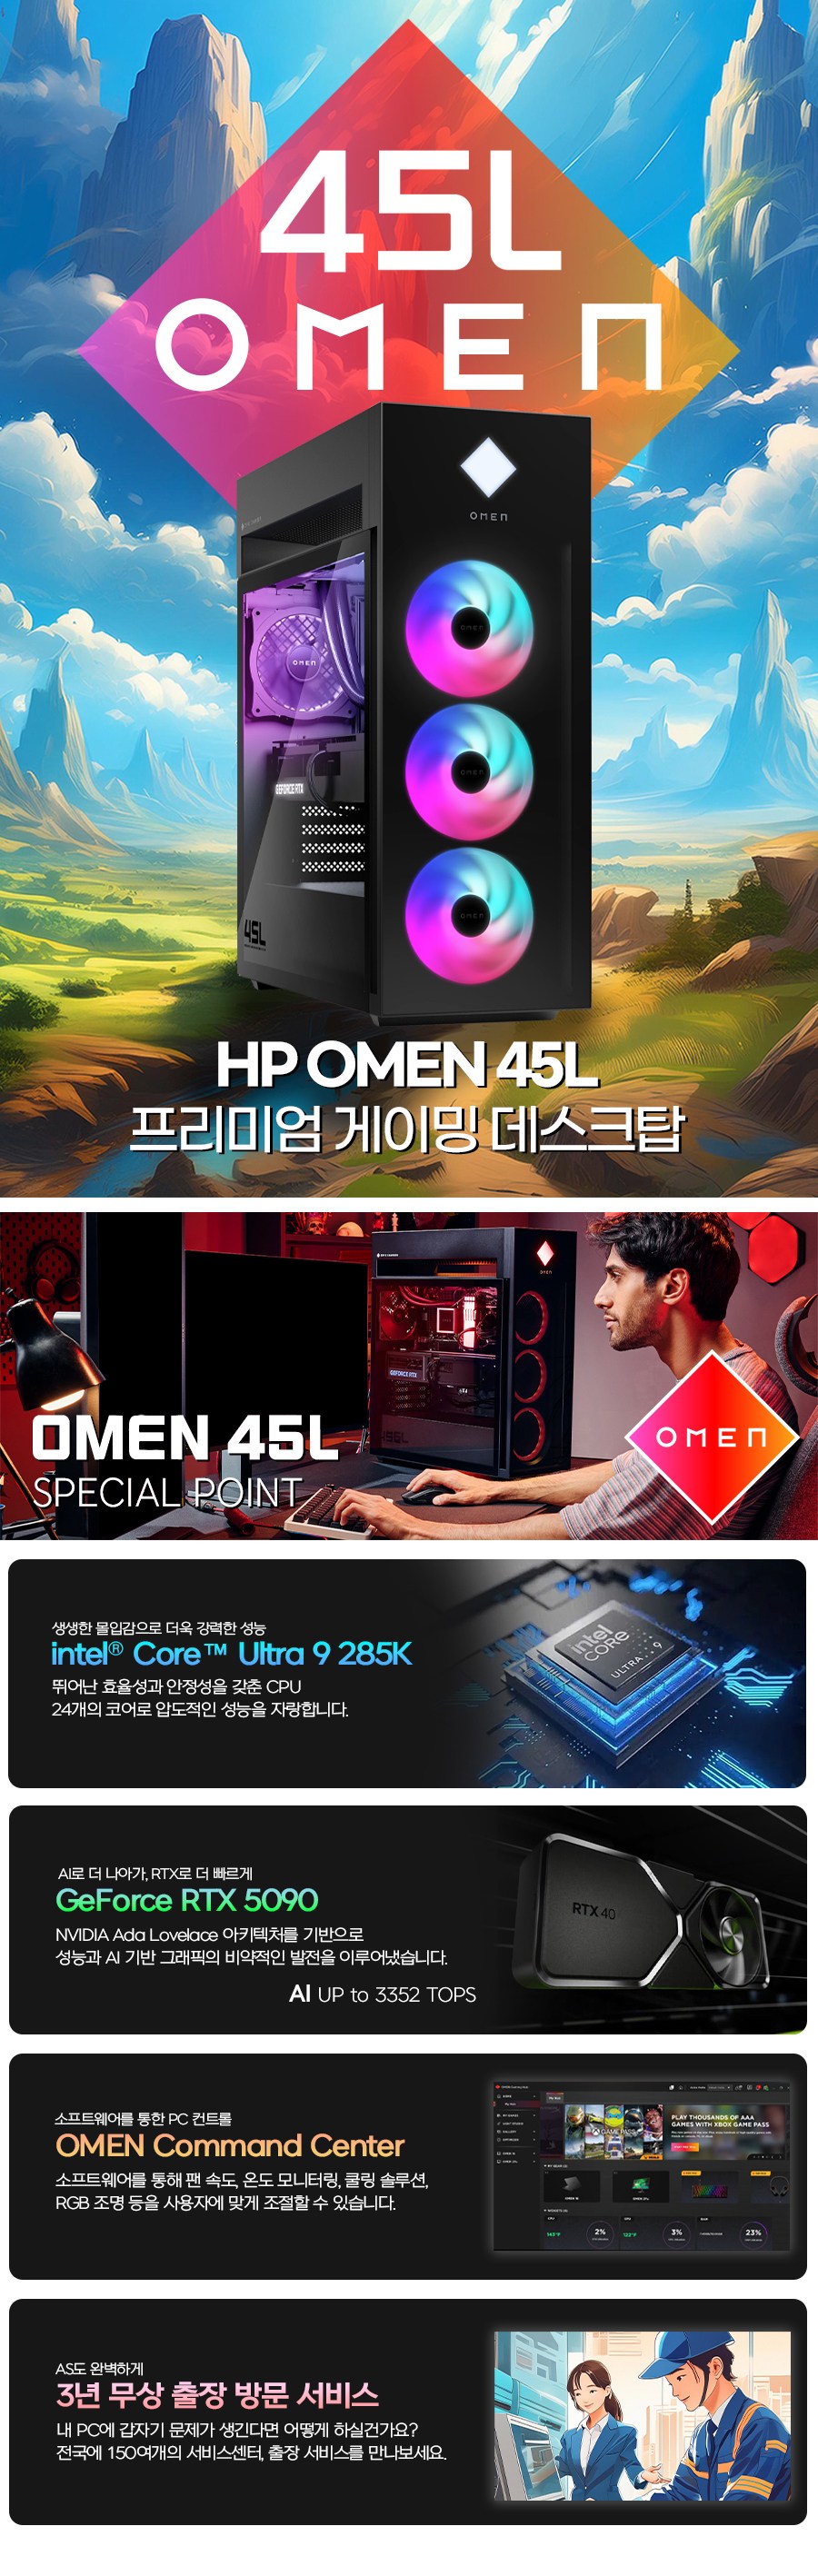 45L
OMEN
OMEN
OMEN
GEFORCE RTX
45L
HP OMEN 45L
프리미엄 게이밍 데스크탑
OMEN
GEFORCE RTX
OMEN 45L
SPECIAL POINT
OMEN
생생한 몰입감으로 더욱 강력한 성능
intel® Core™ Ultra 9 285K
뛰어난 효율성과 안정성을 갖춘 CPU
24개의 코어로 압도적인 성능을 자랑합니다.
intel
CORE
ULTRA 9
AI로 더 나아가, RTX로 더 빠르게
GeForce RTX 5090
NVIDIA Ada Lovelace 아키텍처를 기반으로
성능과 AI 기반 그래픽의 비약적인 발전을 이루어냈습니다.
AI UP to 3352 TOPS
RTX 40
소프트웨어를 통한 PC 컨트롤
OMEN Command Center
소프트웨어를 통해 팬 속도, 온도 모니터링, 쿨링 솔루션,
RGB 조명 등을 사용자에 맞게 조절할 수 있습니다.
PLAY THOUSANDS OF AAA
GAMES WITH XBOX GAME PASS
GAME PASS
2%
3%
23%
AS도 완벽하게
3년 무상 출장 방문 서비스
내 PC에 갑자기 문제가 생긴다면 어떻게 하실건가요?
전국에 150여개의 서비스센터, 출장 서비스를 만나보세요.